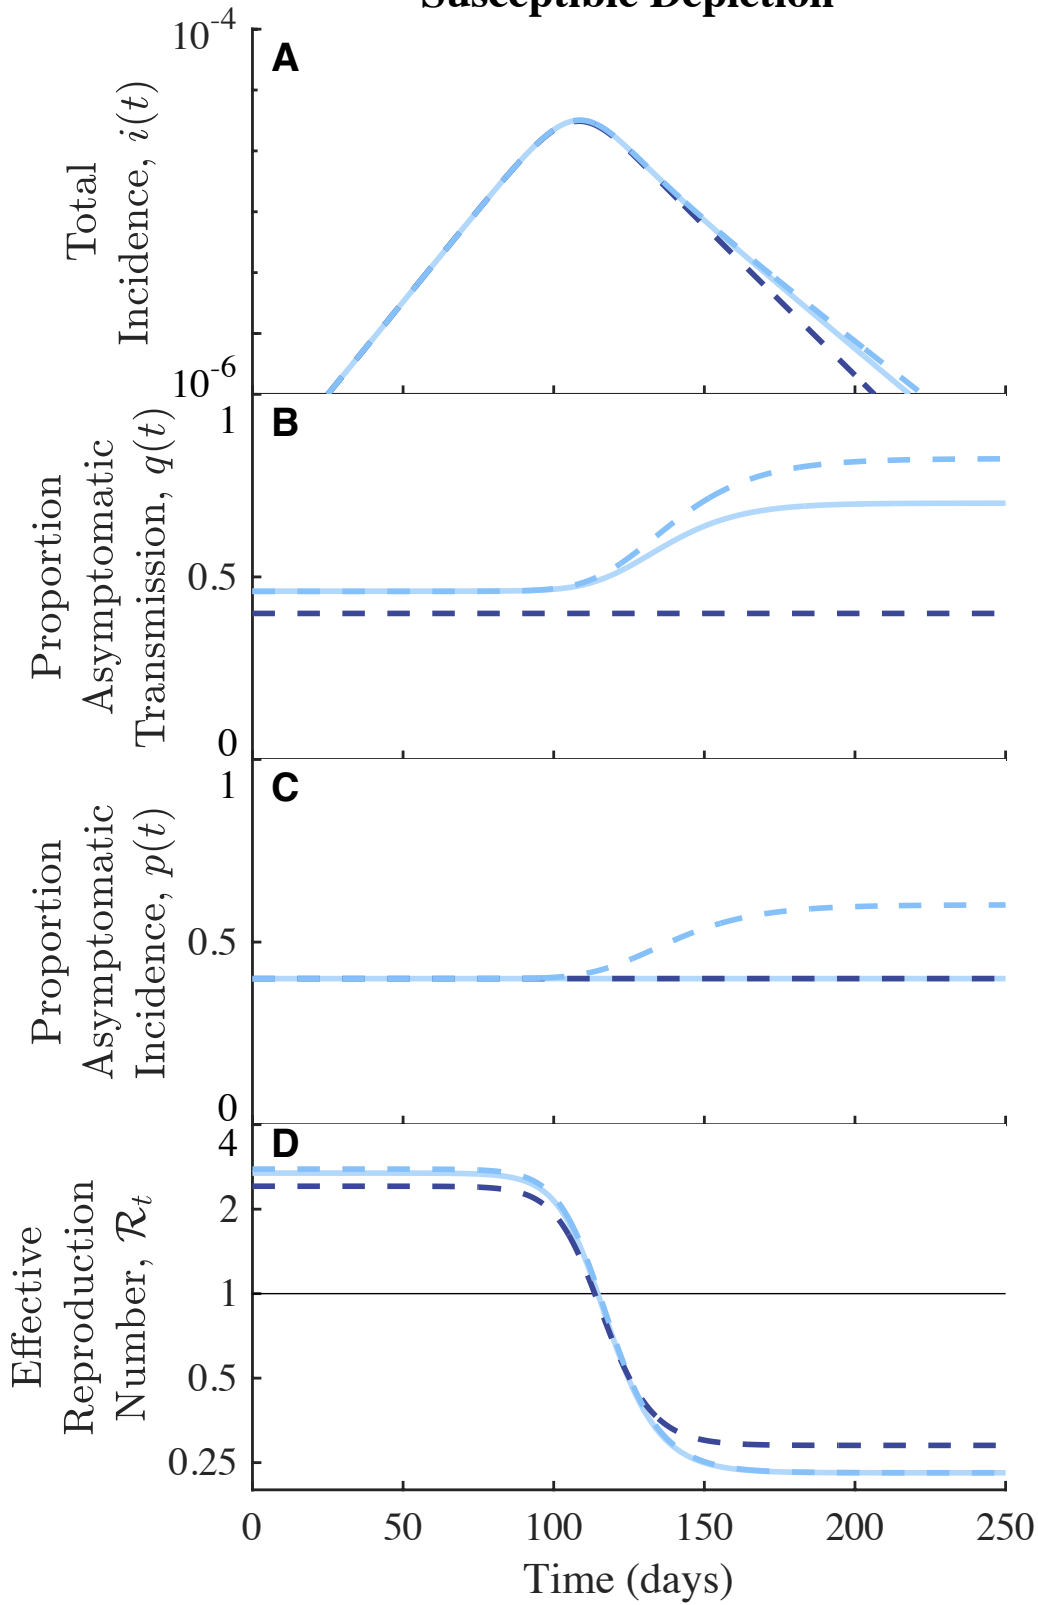 Susceptible Depletion
A
10-4
10-6
Total
Incidence, i(t)
B
1
0.5
0
Proportion
Asymptomatic
Transmission, q(t)
C
1
0.5
0
Proportion
Asymptomatic
Incidence, p(t)
D
4
2
1
0.5
0.25
Effective
Reproduction
Number, ℛt
0 50 100 150 200 250
Time (days)